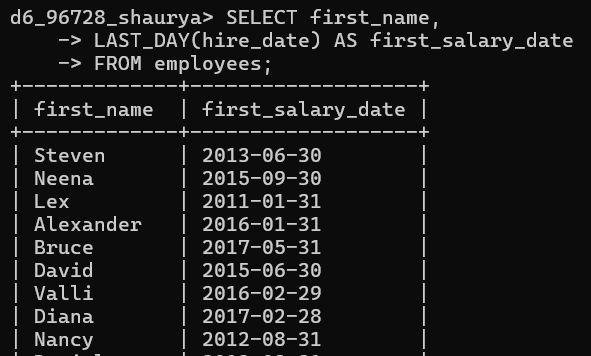 d6_96728_shaurya> SELECT first_name,
    -> LAST_DAY(hire_date) AS first_salary_date
    -> FROM employees;
+-------------+-------------------+
| first_name  | first_salary_date |
+-------------+-------------------+
| Steven      | 2013-06-30        |
| Neena       | 2015-09-30        |
| Lex         | 2011-01-31        |
| Alexander   | 2016-01-31        |
| Bruce       | 2017-05-31        |
| David       | 2015-06-30        |
| Valli       | 2016-02-29        |
| Diana       | 2017-02-28        |
| Nancy       | 2012-08-31        |